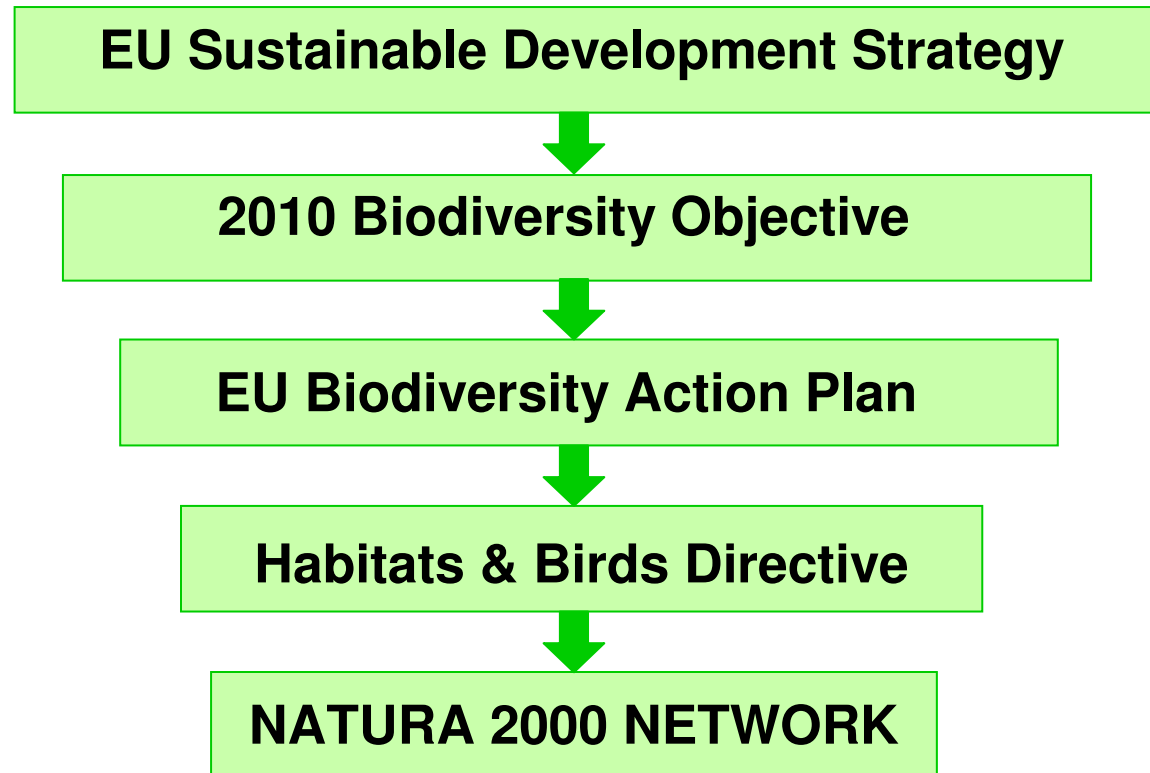 EU Sustainable Development Strategy
2010 Biodiversity Objective
EU Biodiversity Action Plan
Habitats & Birds Directive
NATURA 2000 NETWORK